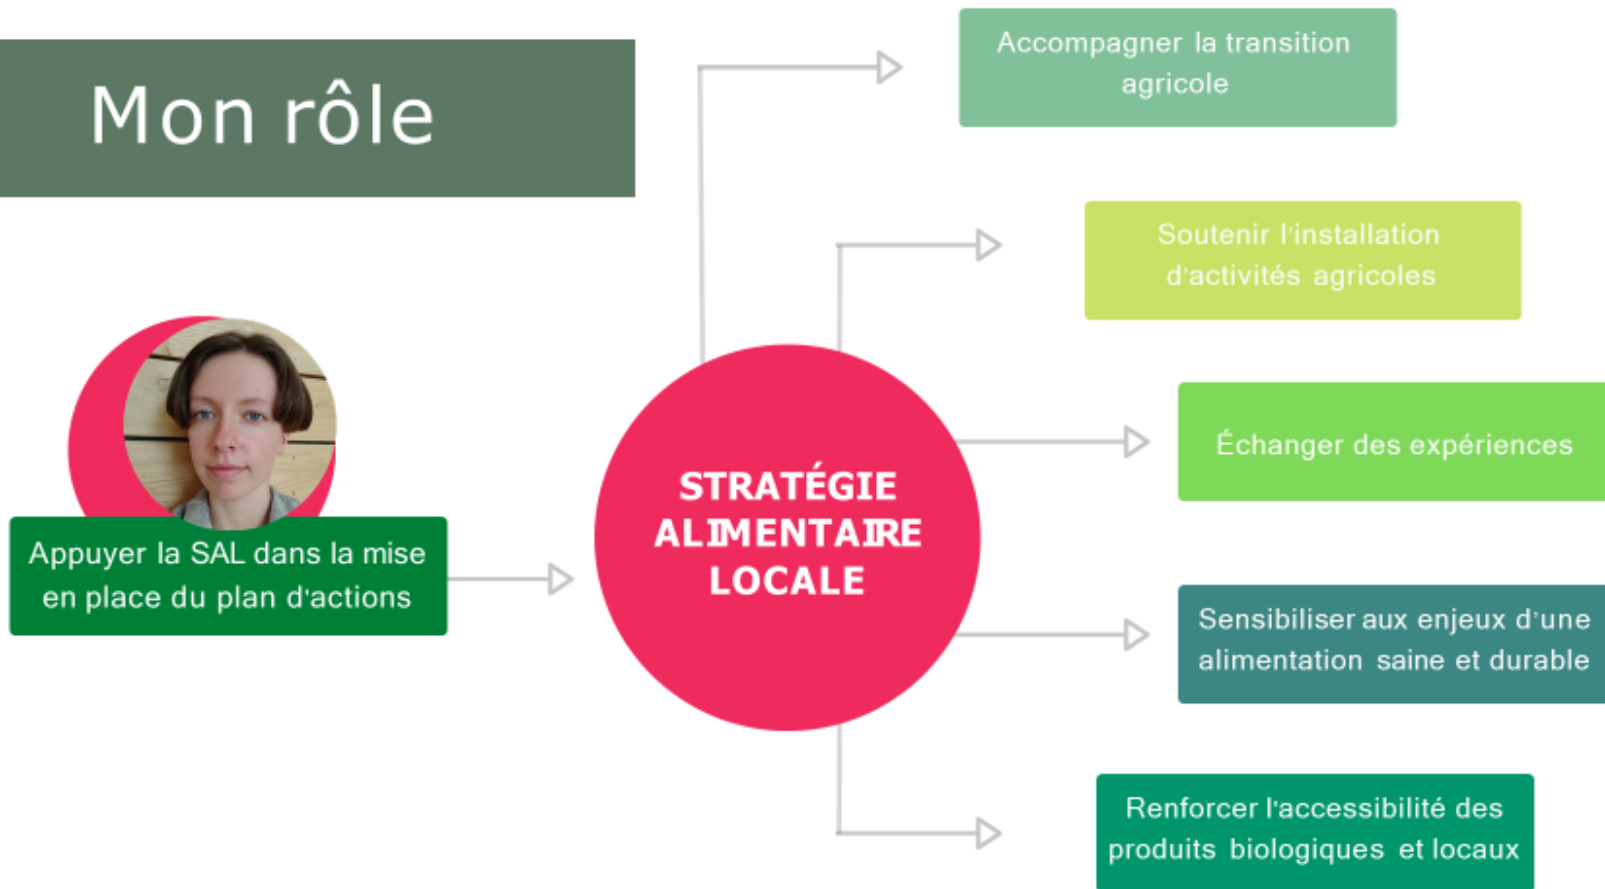 Mon rôle
Appuyer la SAL dans la mise
en place du plan d'actions
STRATÉGIE
ALIMENTAIRE
LOCALE
Accompagner la transition
agricole
Soutenir l'installation
d'activités agricoles
Échanger des expériences
Sensibiliser aux enjeux d'une
alimentation saine et durable
Renforcer l'accessibilité des
produits biologiques et locaux